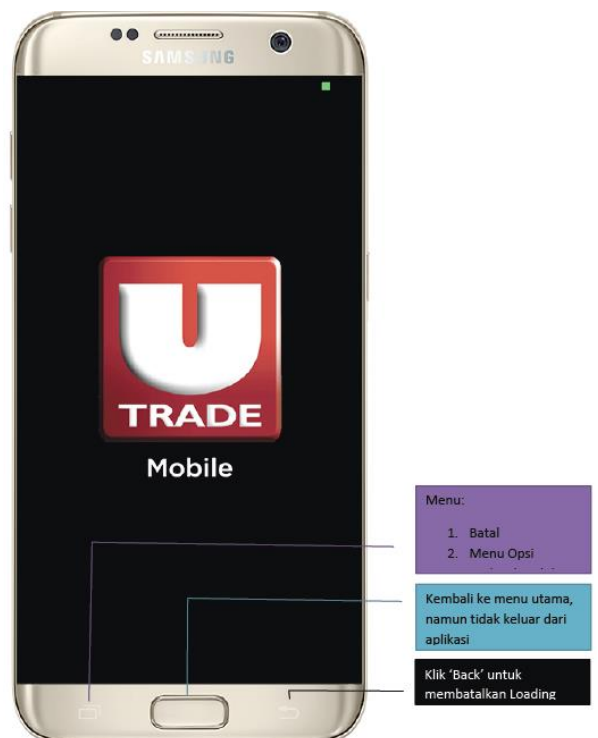 SAMSUNG
U
TRADE
Mobile
Menu:
1. Batal
2. Menu Opsi
Kembali ke menu utama,
namun tidak keluar dari
aplikasi
Klik ‘Back’ untuk
membatalkan Loading